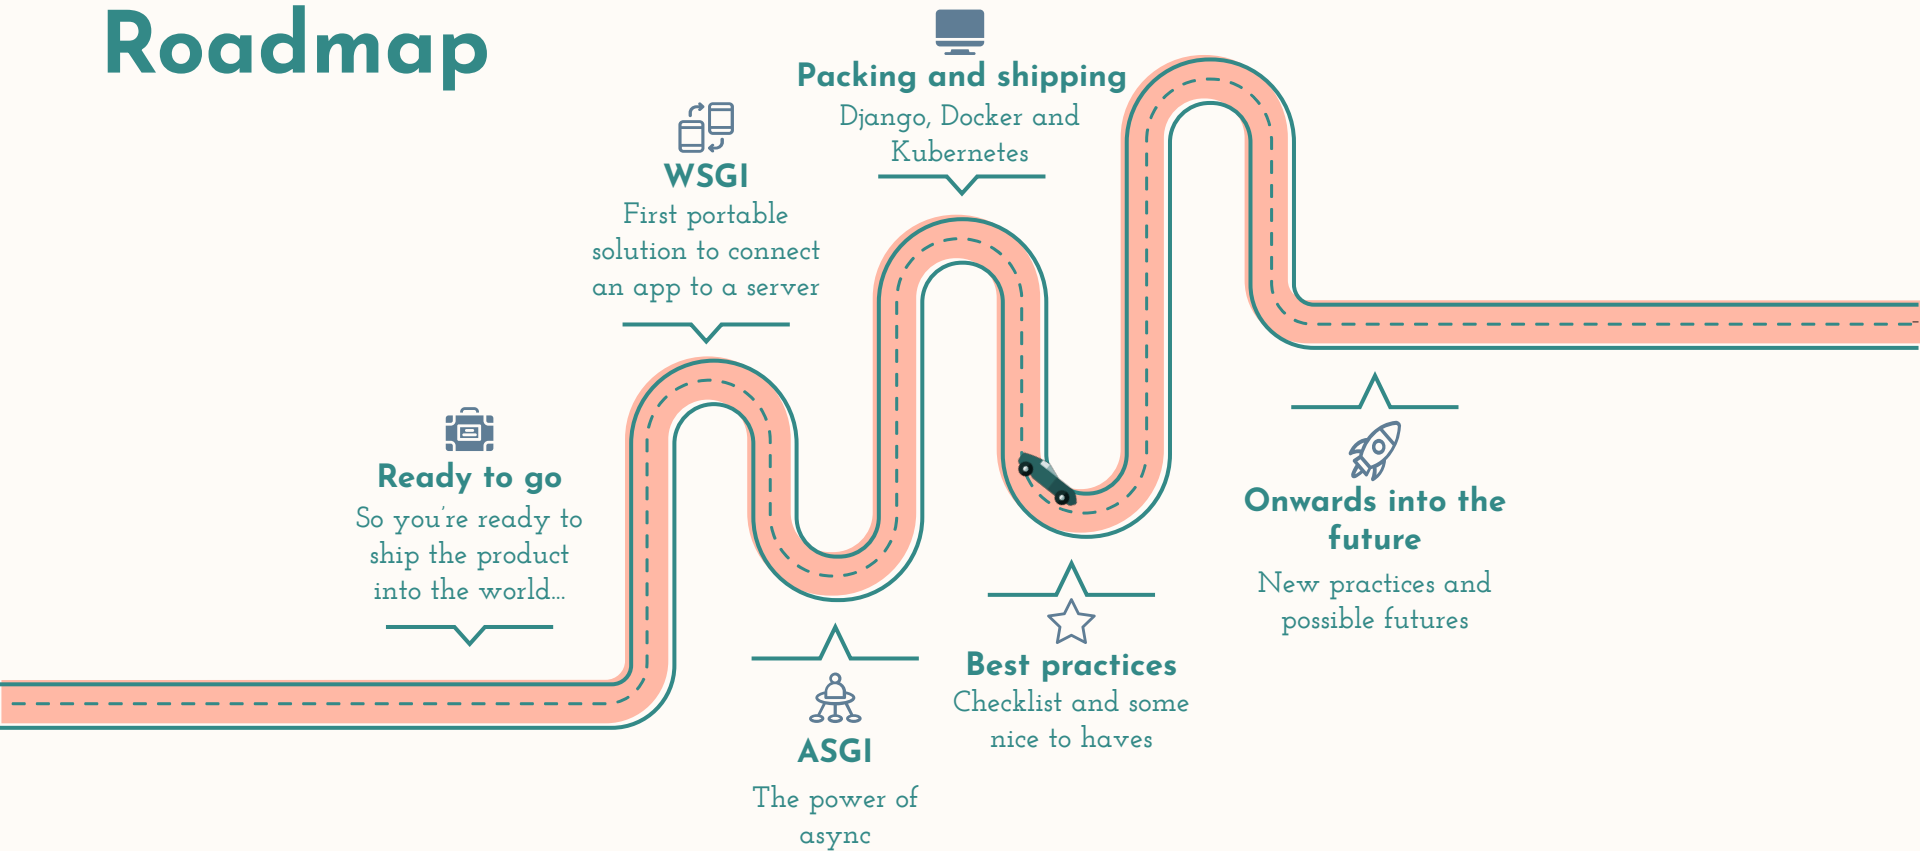 Roadmap
Ready to go
So you're ready to
ship the product
into the world...
WSGI
First portable
solution to connect
an app to a server
ASGI
The power of
async
Packing and shipping
Django, Docker and
Kubernetes
Best practices
Checklist and some
nice to haves
Onwards into the
future
New practices and
possible futures